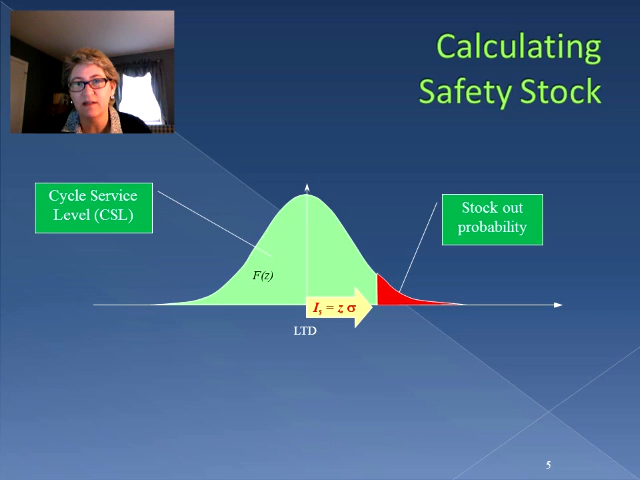 Calculating
Safety Stock
Cycle Service
Level (CSL)
Stock out
probability
F(z)
Is = z σ
LTD
5